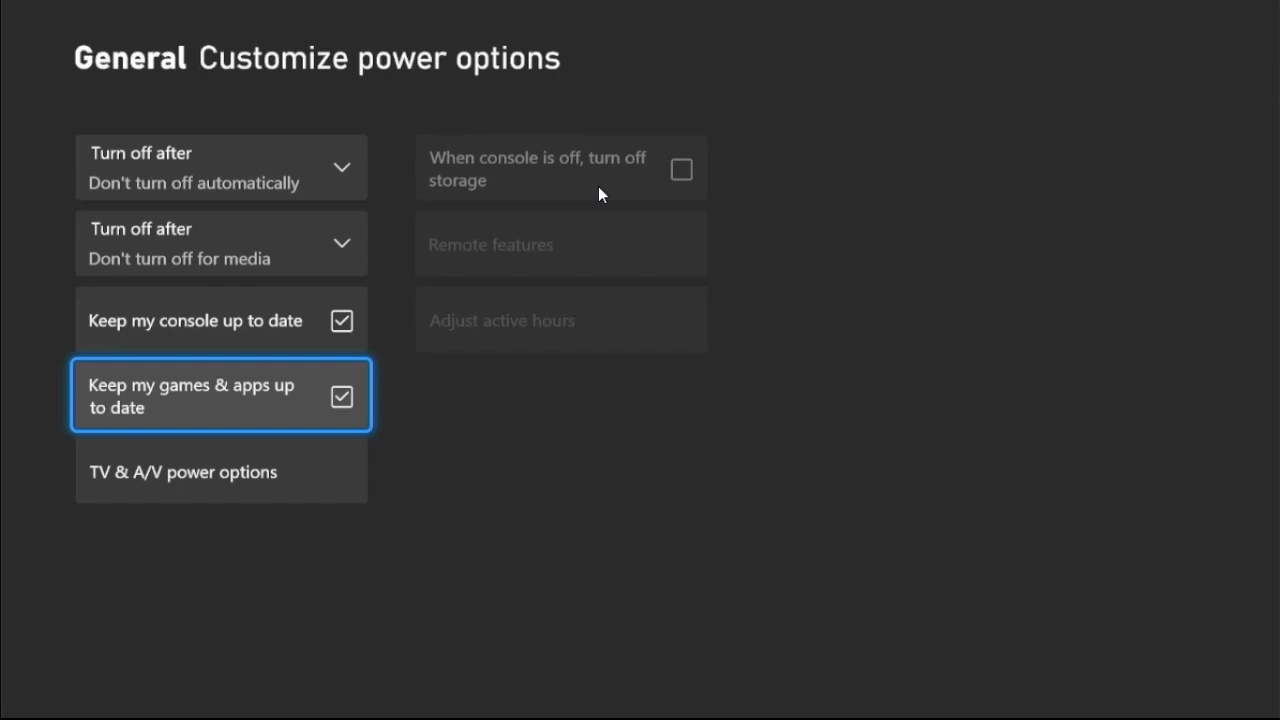 General Customize power options
Turn off after
Don't turn off automatically
Turn off after
Don't turn off for media
Keep my console up to date
Keep my games & apps up
to date
TV & A/V power options
When console is off, turn off
storage
Remote features
Adjust active hours